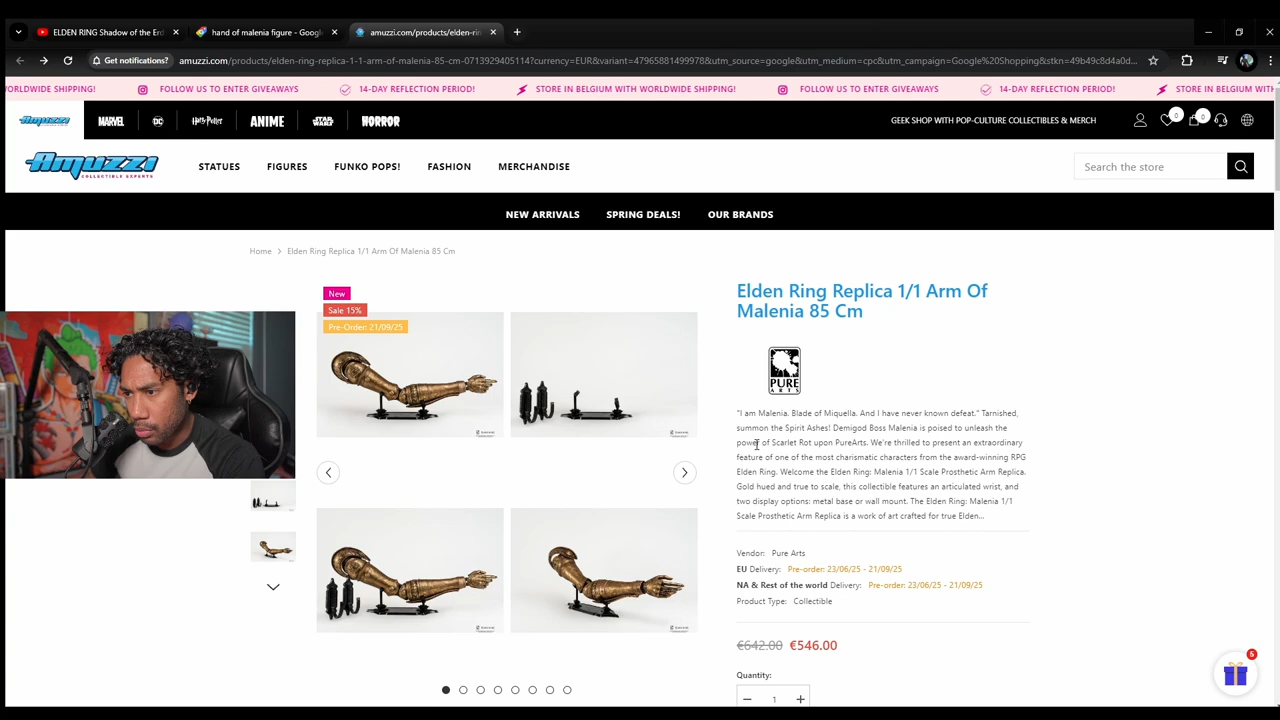 ELDEN RING Shadow of the Erd
hand of malenia figure - Googl
amuzzi.com/products/elden-rin
Get notifications?
amuzzi.com/products/elden-ring-replica-1-1-arm-of-malenia-85-cm-0713929405114?currency=EUR&variant=47965881499978&utm_source=google&utm_medium=cpc&utm_campaign=Google%20Shopping&stkn=49b49c8d4a0d...
ORLDWIDE SHIPPING! FOLLOW US TO ENTER GIVEAWAYS 14-DAY REFLECTION PERIOD! STORE IN BELGIUM WITH WORLDWIDE SHIPPING! FOLLOW US TO ENTER GIVEAWAYS 14-DAY REFLECTION PERIOD! STORE IN BELGIUM WITH
AMUZZI MARVEL DC Harry Potter ANIME STAR WARS HORROR GEEK SHOP WITH POP-CULTURE COLLECTIBLES & MERCH 0 0
AMUZZI
COLLECTIBLE EXPERTS
STATUES FIGURES FUNKO POPS! FASHION MERCHANDISE
Search the store
NEW ARRIVALS SPRING DEALS! OUR BRANDS
Home > Elden Ring Replica 1/1 Arm Of Malenia 85 Cm
New
Sale 15%
Pre-Order: 21/09/25
Elden Ring Replica 1/1 Arm Of
Malenia 85 Cm
PURE
ARTS
"I am Malenia. Blade of Miquella. And I have never known defeat." Tarnished,
summon the Spirit Ashes! Demigod Boss Malenia is poised to unleash the
power of Scarlet Rot upon PureArts. We're thrilled to present an extraordinary
feature of one of the most charismatic characters from the award-winning RPG
Elden Ring. Welcome the Elden Ring: Malenia 1/1 Scale Prosthetic Arm Replica.
Gold hued and true to scale, this collectible features an articulated wrist, and
two display options: metal base or wall mount. The Elden Ring: Malenia 1/1
Scale Prosthetic Arm Replica is a work of art crafted for true Elden...
Vendor: Pure Arts
EU Delivery: Pre-order: 23/06/25 - 21/09/25
NA & Rest of the world Delivery: Pre-order: 23/06/25 - 21/09/25
Product Type: Collectible
€642.00 €546.00
Quantity:
1
5